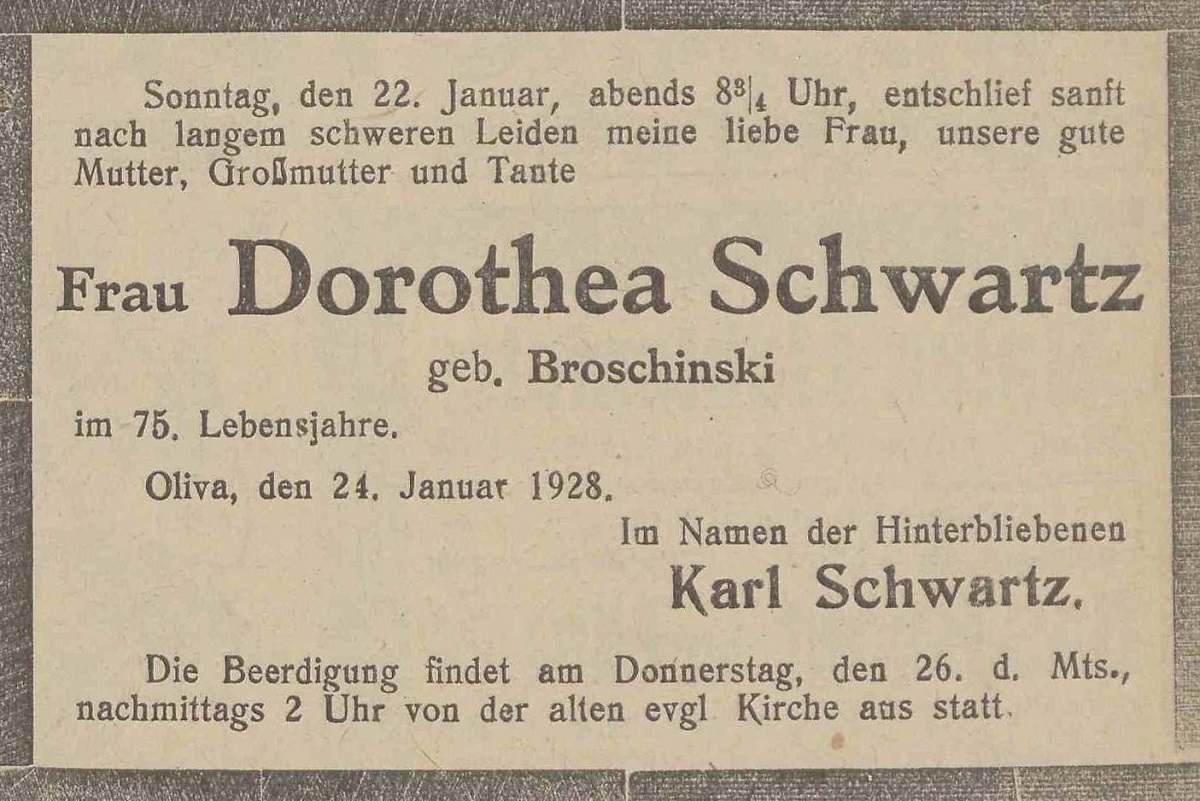 Sonntag, den 22. Januar, abends 8³|₄ Uhr, entschlief sanft
nach langem schweren Leiden meine liebe Frau, unsere gute
Mutter, Großmutter und Tante
Frau Dorothea Schwartz
geb. Broschinski
im 75. Lebensjahre.
Oliva, den 24. Januar 1928.
Im Namen der Hinterbliebenen
Karl Schwartz.
Die Beerdigung findet am Donnerstag, den 26. d. Mts.,
nachmittags 2 Uhr von der alten evgl Kirche aus statt.